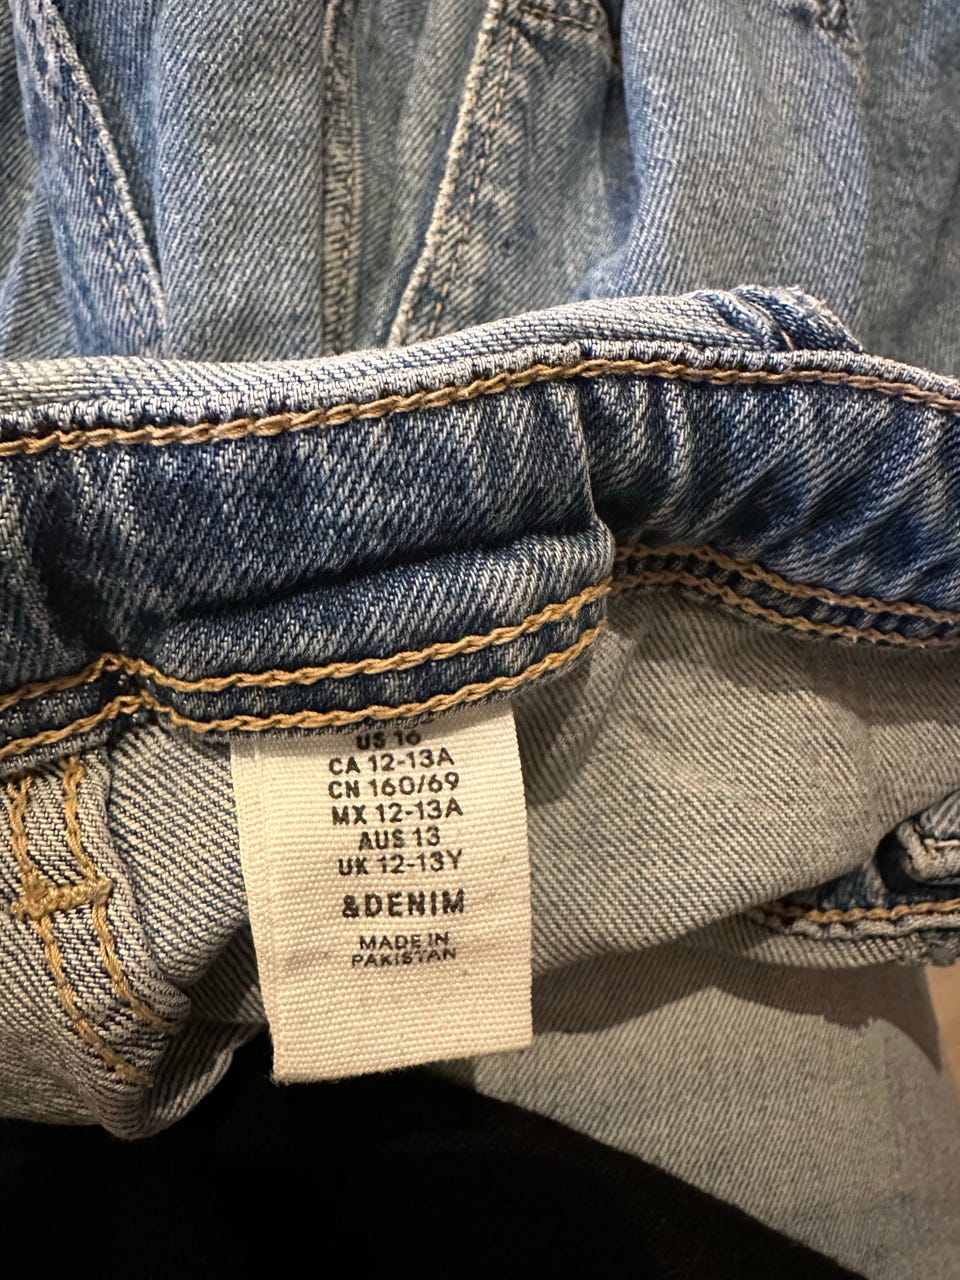 US 16
CA 12-13A
CN 160/69
MX 12-13A
AUS 13
UK 12-13Y
&DENIM
MADE IN
PAKISTAN